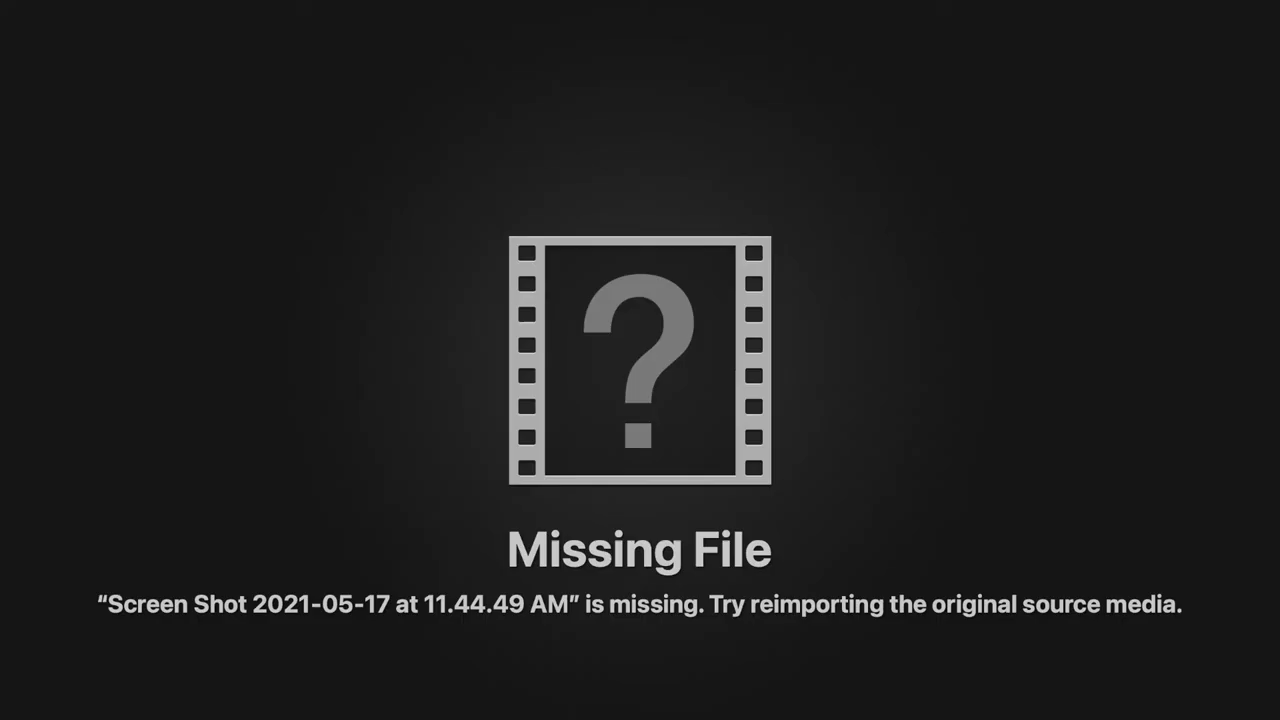 ?
Missing File
“Screen Shot 2021-05-17 at 11.44.49 AM” is missing. Try reimporting the original source media.